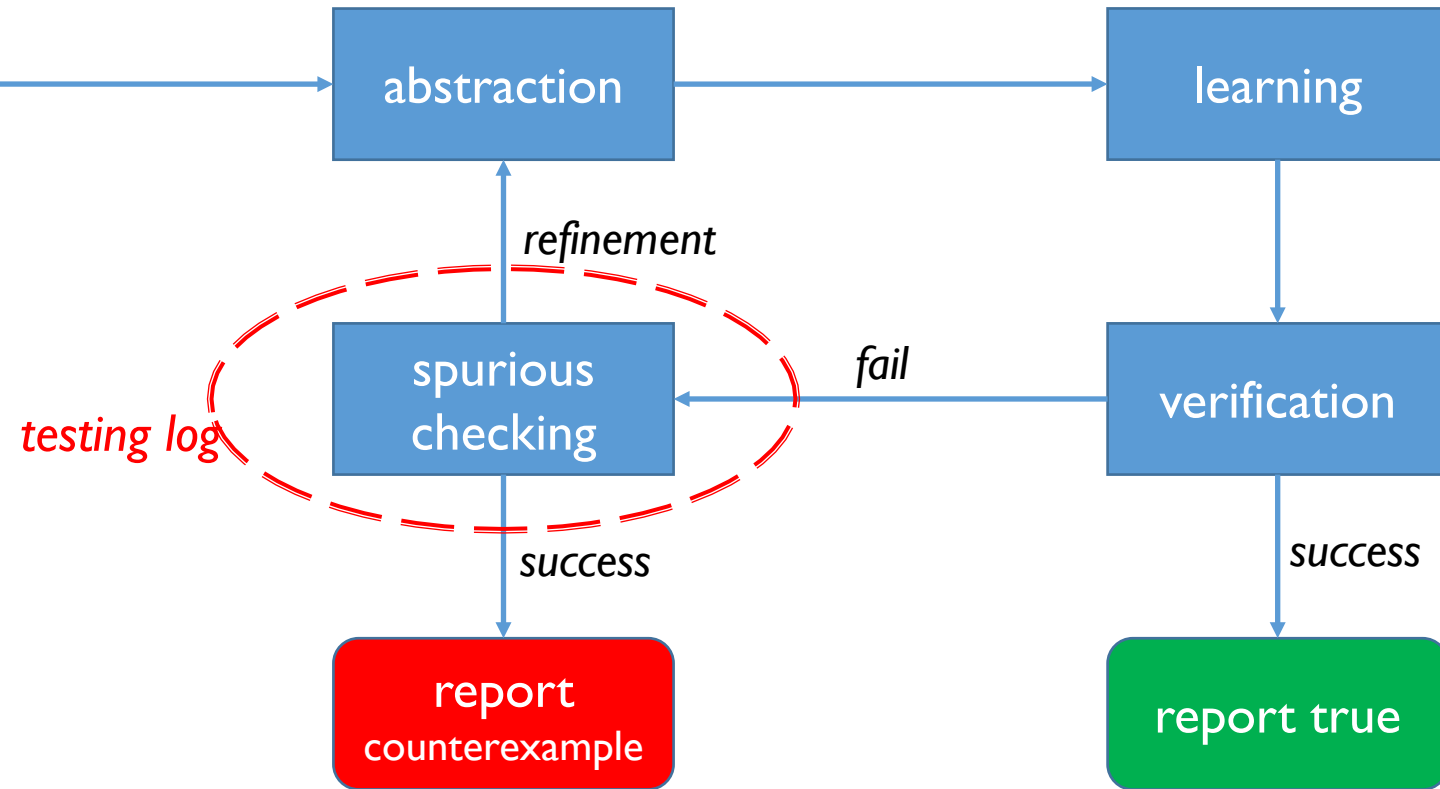 abstraction
learning
refinement
spurious
checking
fail
verification
testing log
success
success
report
counterexample
report true